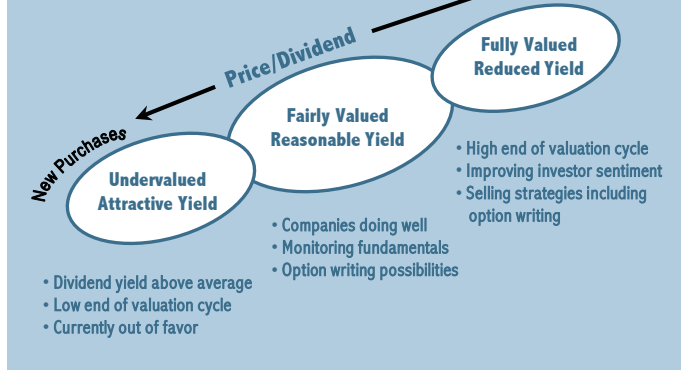 Price/Dividend
Fully Valued
Reduced Yield
Fairly Valued
Reasonable Yield
New Purchases
Undervalued
Attractive Yield
• High end of valuation cycle
• Improving investor sentiment
• Selling strategies including
option writing
• Companies doing well
• Monitoring fundamentals
• Option writing possibilities
• Dividend yield above average
• Low end of valuation cycle
• Currently out of favor